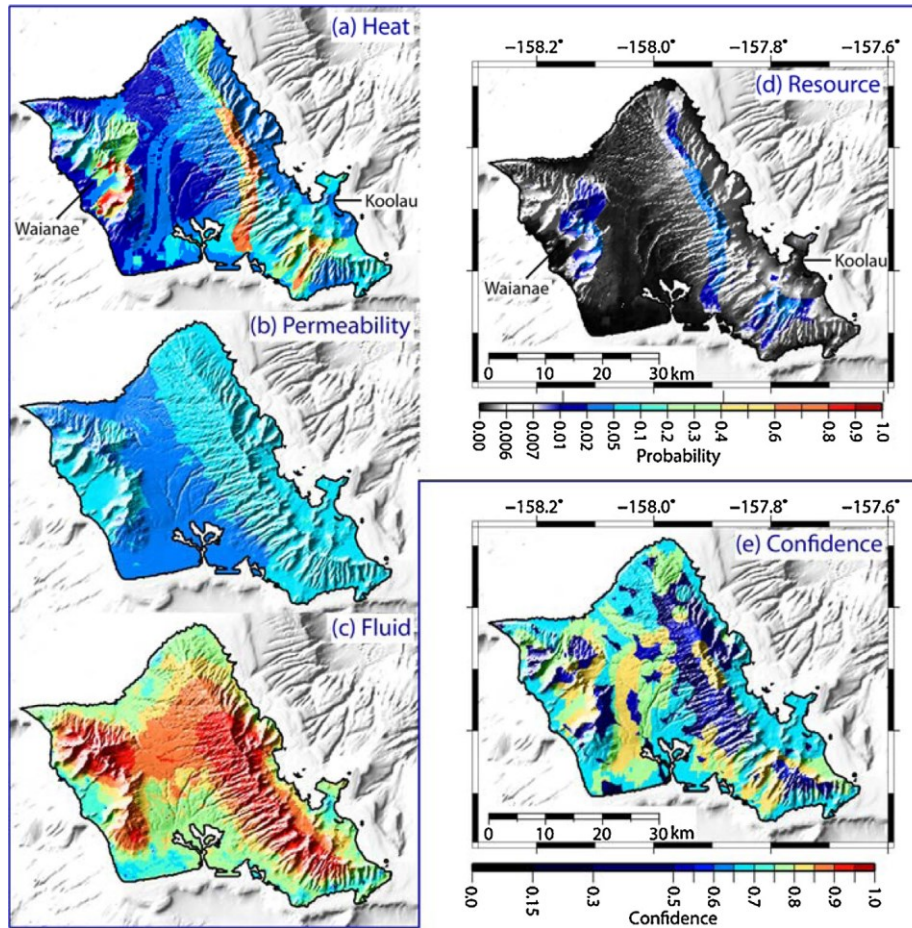 (a) Heat
Koolau
Waianae
(b) Permeability
(c) Fluid
−158.2° −158.0° −157.8° −157.6°
(d) Resource
Koolau
Waianae
0 10 20 30 km
0.00 0.006 0.007 0.01 0.02 0.05 0.1 0.2 0.3 0.4 0.6 0.8 0.9 1.0
Probability
−158.2° −158.0° −157.8° −157.6°
(e) Confidence
0 10 20 30 km
0.0 0.15 0.3 0.5 0.55 0.6 0.7 0.8 0.9 1.0
Confidence